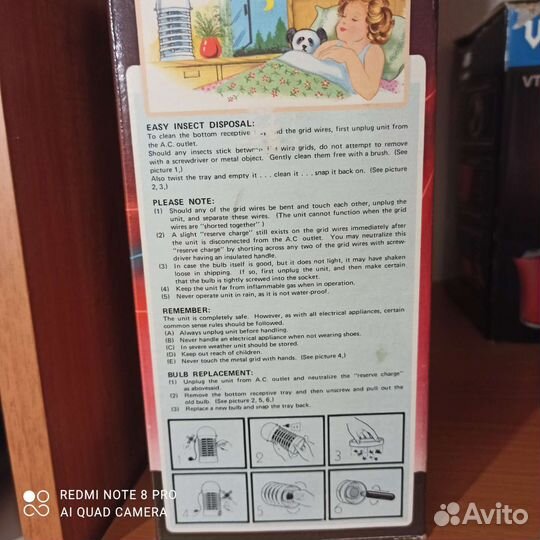 EASY INSECT DISPOSAL:
To clean the bottom receptive and the grid wires, first unplug unit from
the A.C. outlet.
Should any insects stick between wira grids, do not attempt to remove
with a screwdriver or metal object. Gently clean them free with a brush. (See
picture 1,)
Also twist the tray and empty it . . . clean it . . . snap it back on. (See picture
2, 3,)
PLEASE NOTE:
(1) Should any of the grid wires be bent and touch each other, unplug the
unit, and separate these wires. (The unit cannot function when the grid
wires are "shorted together".)
(2) A slight "reserve charge" still exists on the grid wires immediately after
the unit is disconnected from the A.C outlet. You may neutralize this
"reserve charge" by shorting across any two of the grid wires with screw-
driver having an insulated handle.
(3) In case the bulb itself is good, but it does not light, it may have shaken
loose in shipping. If so, first unplug the unit, and then make certain
that the bulb is tightly screwed into the socket.
(4) Keep the unit far from inflammable gas when in operation.
(5) Never operate unit in rain, as it is not water-proof.
REMEMBER:
The unit is completely safe. However, as with all electrical appliances, certain
common sense rules should be followed.
(A) Always unplug unit before handling.
(B) Never handle an electrical appliance when not wearing shoes.
(C) In severe weather unit should be stored.
(D) Keep out reach of children.
(E) Never touch the metal grid with hands. (See picture 4,)
BULB REPLACEMENT:
(1) Unplug the unit from A.C. outlet and neutralize the "reserve charge"
as abovesaid.
(2) Remove the bottom receptive tray and then unscrew and pull out the
old bulb. (See picture 2, 5, 6,)
(3) Replace a new bulb and snap the tray back.
1 2 3
4 5 6
VT
REDMI NOTE 8 PRO
AI QUAD CAMERA
Avito